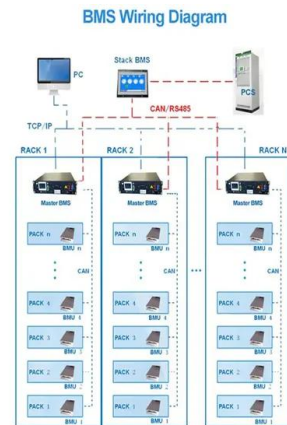 BMS Wiring Diagram
Stack BMS
PC
PCS
CAN/RS485
TCP/IP
RACK 1
RACK 2
RACK N
Master BMS
Master BMS
Master BMS
PACK n
PACK n
PACK n
BMU n
BMU n
BMU n
CAN
CAN
CAN
PACK 4
PACK 4
PACK 4
BMU 4
BMU 4
BMU 4
PACK 3
PACK 3
PACK 3
BMU 3
BMU 3
BMU 3
PACK 2
PACK 2
PACK 2
BMU 2
BMU 2
BMU 2
PACK 1
PACK 1
PACK 1
BMU 1
BMU 1
BMU 1